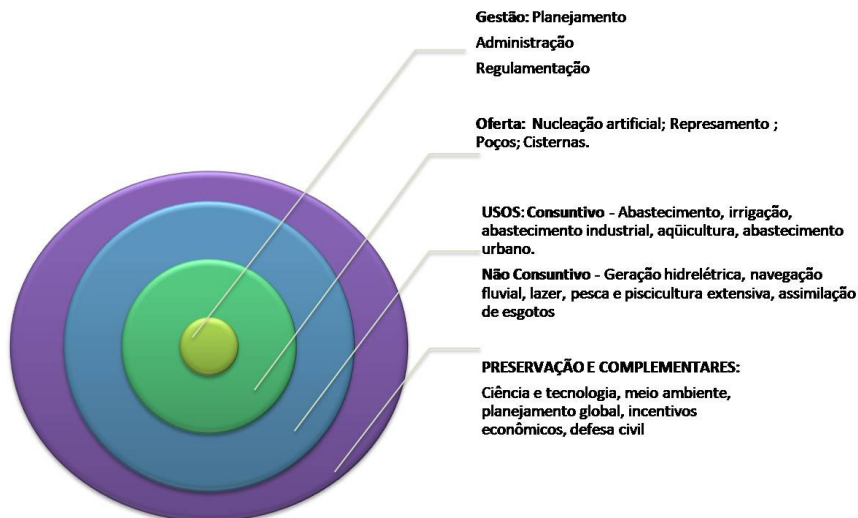 Gestão: Planejamento
Administração
Regulamentação
Oferta: Nucleação artificial; Represamento ;
Poços; Cisternas.
USOS: Consuntivo - Abastecimento, irrigação,
abastecimento industrial, aqüicultura, abastecimento
urbano.
Não Consuntivo - Geração hidrelétrica, navegação
fluvial, lazer, pesca e piscicultura extensiva, assimilação
de esgotos
PRESERVAÇÃO E COMPLEMENTARES:
Ciência e tecnologia, meio ambiente,
planejamento global, incentivos
econômicos, defesa civil